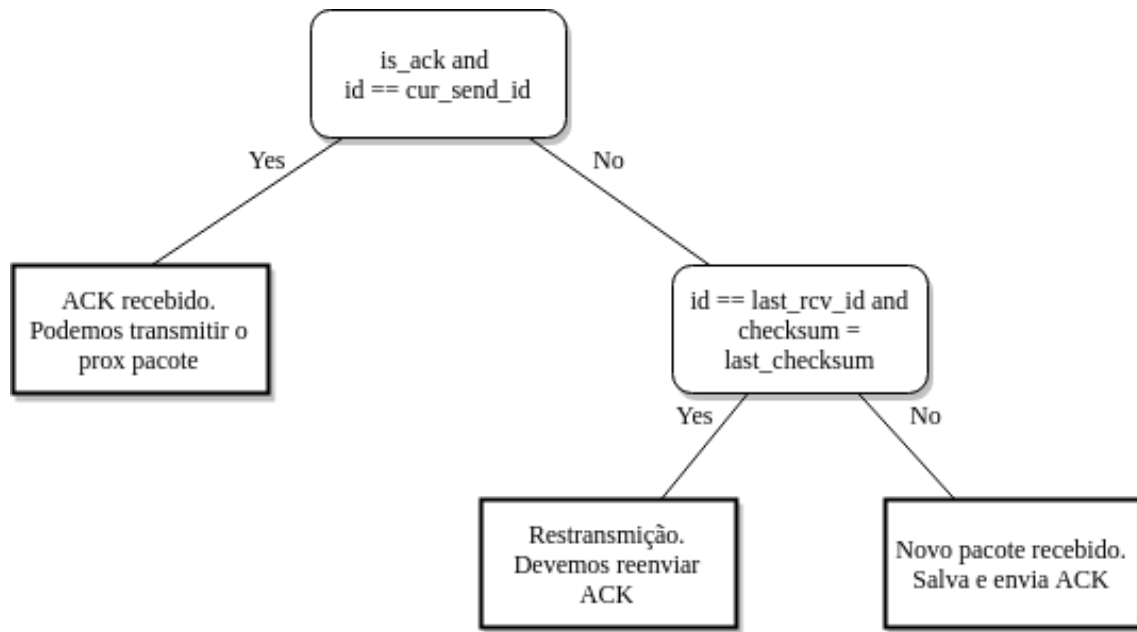 is_ack and
id == cur_send_id
Yes
No
ACK recebido.
Podemos transmitir o
prox pacote
id == last_rcv_id and
checksum =
last_checksum
Yes
No
Restransmição.
Devemos reenviar
ACK
Novo pacote recebido.
Salva e envia ACK